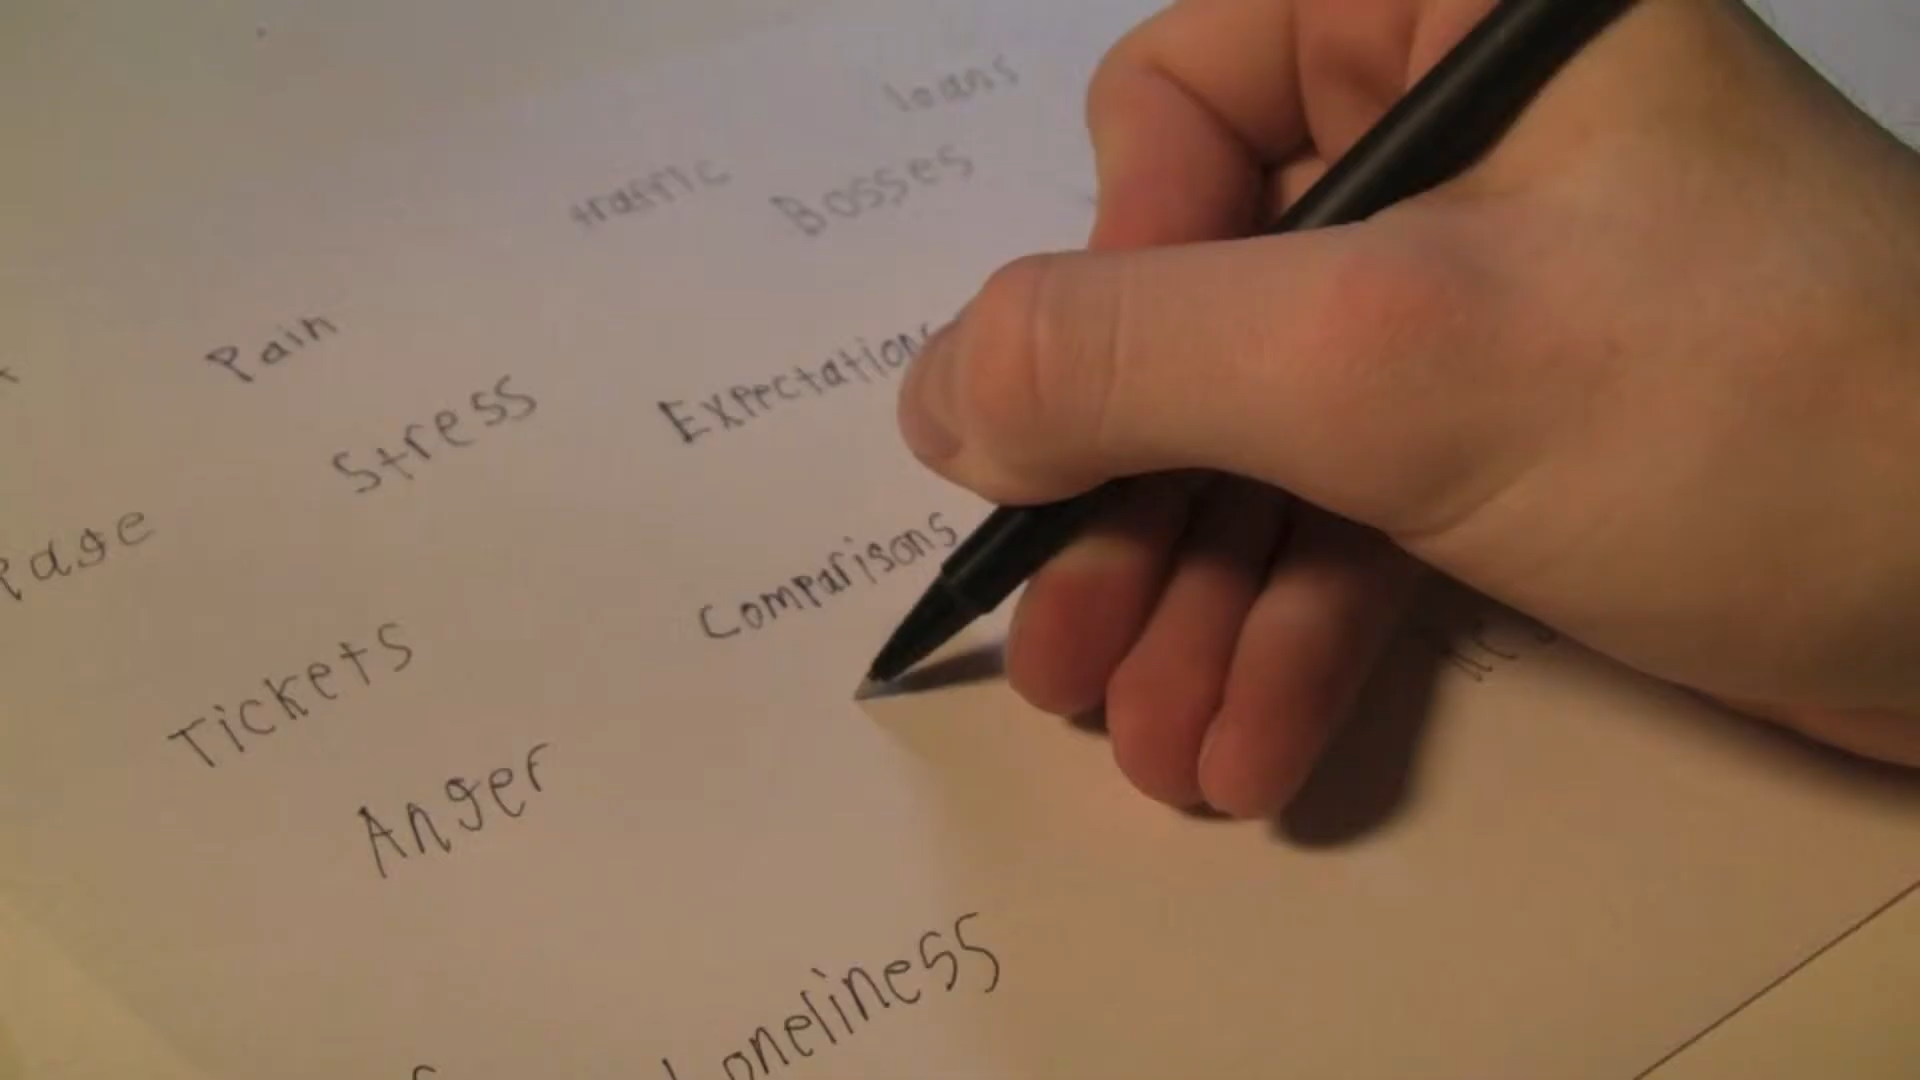 loans
traffic
Bosses
Pain
Expectations
Stress
Rage
Comparisons
Tickets
Anger
Loneliness